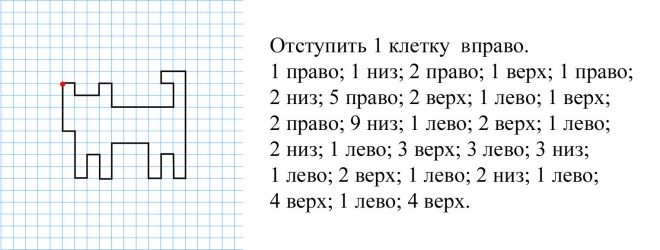 Отступить 1 клетку вправо.
1 право; 1 низ; 2 право; 1 верх; 1 право;
2 низ; 5 право; 2 верх; 1 лево; 1 верх;
2 право; 9 низ; 1 лево; 2 верх; 1 лево;
2 низ; 1 лево; 3 верх; 3 лево; 3 низ;
1 лево; 2 верх; 1 лево; 2 низ; 1 лево;
4 верх; 1 лево; 4 верх.